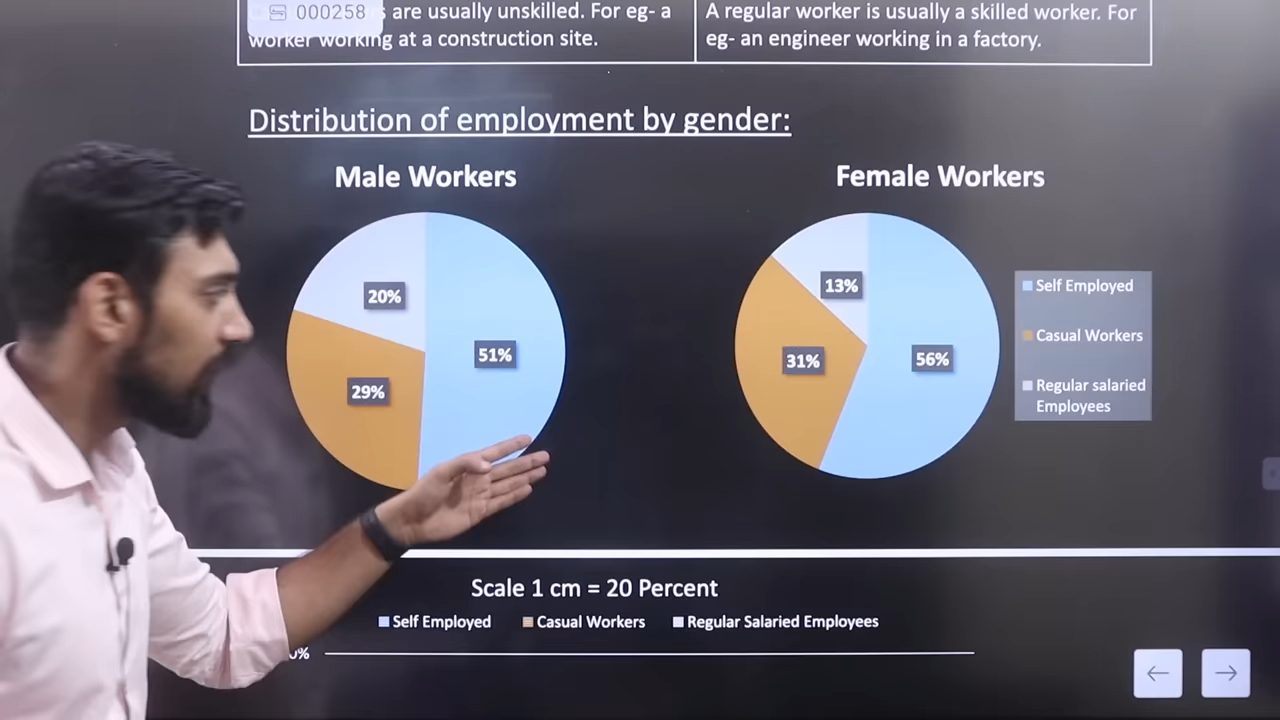 000258
s are usually unskilled. For eg- a
worker working at a construction site.
A regular worker is usually a skilled worker. For
eg- an engineer working in a factory.
Distribution of employment by gender:
Male Workers
Female Workers
20%
51%
29%
13%
31%
56%
Self Employed
Casual Workers
Regular salaried
Employees
Scale 1 cm = 20 Percent
Self Employed
Casual Workers
Regular Salaried Employees
0%